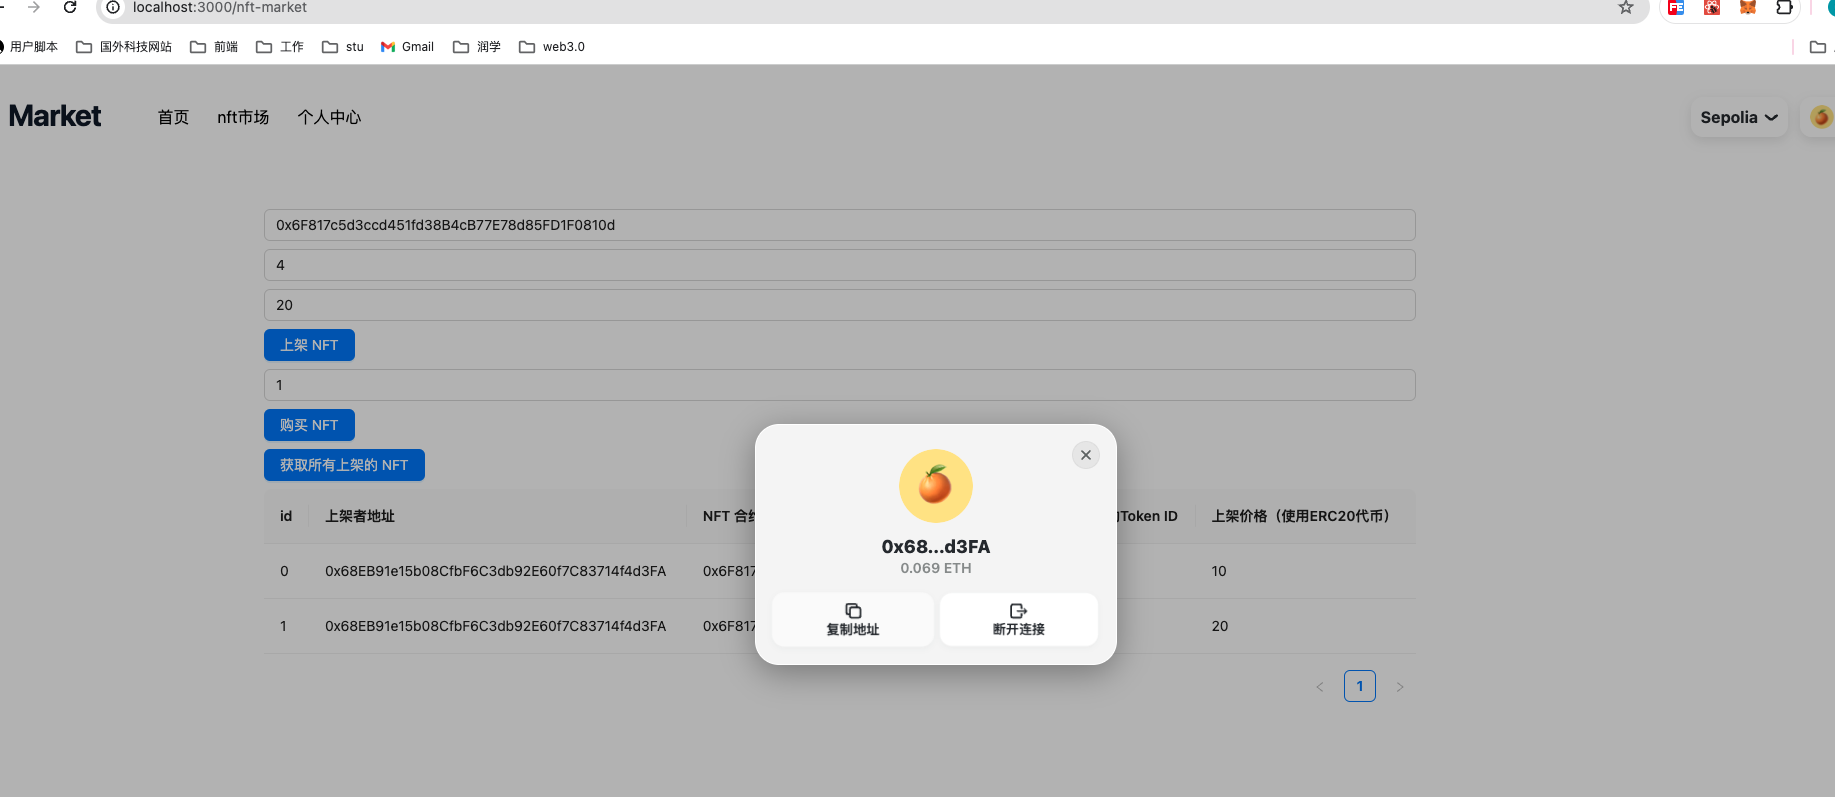 localhost:3000/nft-market
用户脚本 国外科技网站 前端 工作 stu Gmail 润学 web3.0
Market 首页 nft市场 个人中心 Sepolia
0x6F817c5d3ccd451fd38B4cB77E78d85FD1F0810d
4
20
上架 NFT
1
购买 NFT
获取所有上架的 NFT
id 上架者地址 NFT Token ID 上架价格（使用ERC20代币）
0 0x68EB91e15b08CfbF6C3db92E60f7C83714f4d3FA 0x6F817 10
1 0x68EB91e15b08CfbF6C3db92E60f7C83714f4d3FA 0x6F817 20
0x68...d3FA
0.069 ETH
复制地址 断开连接
1